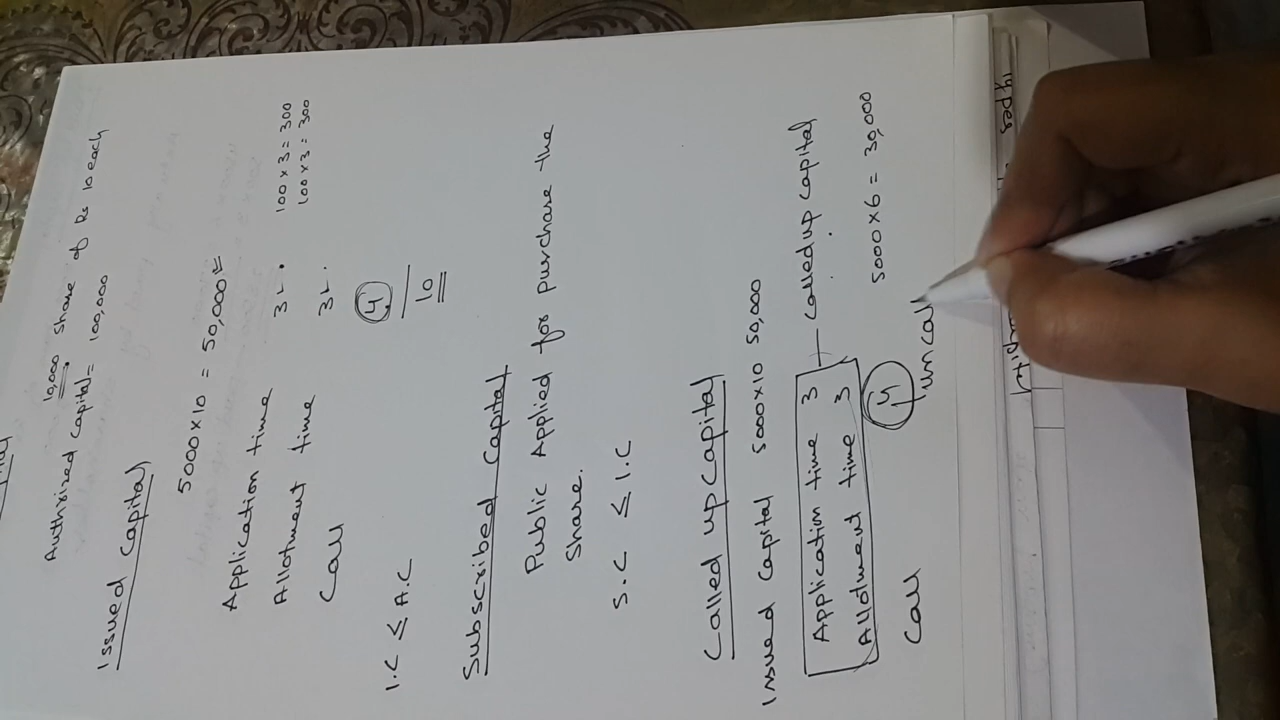 10,000 Share of Rs 10 each
Authrized Capital = 100,000
Issued Capital
5000 × 10 = 50,000 =
Application time 3 100 × 3 = 300
Allotment time 3 100 × 3 = 300
Call 4
10
I.C ≤ A.C
Subscribed Capital
Public Applied for purchase the
Share.
S.C ≤ I.C
Called up Capital
Issued Capital 5000×10 50,000
Application time 3 — called up capital
Allotment time 3
5000 × 6 = 30,000
Call 4
uncall
Types